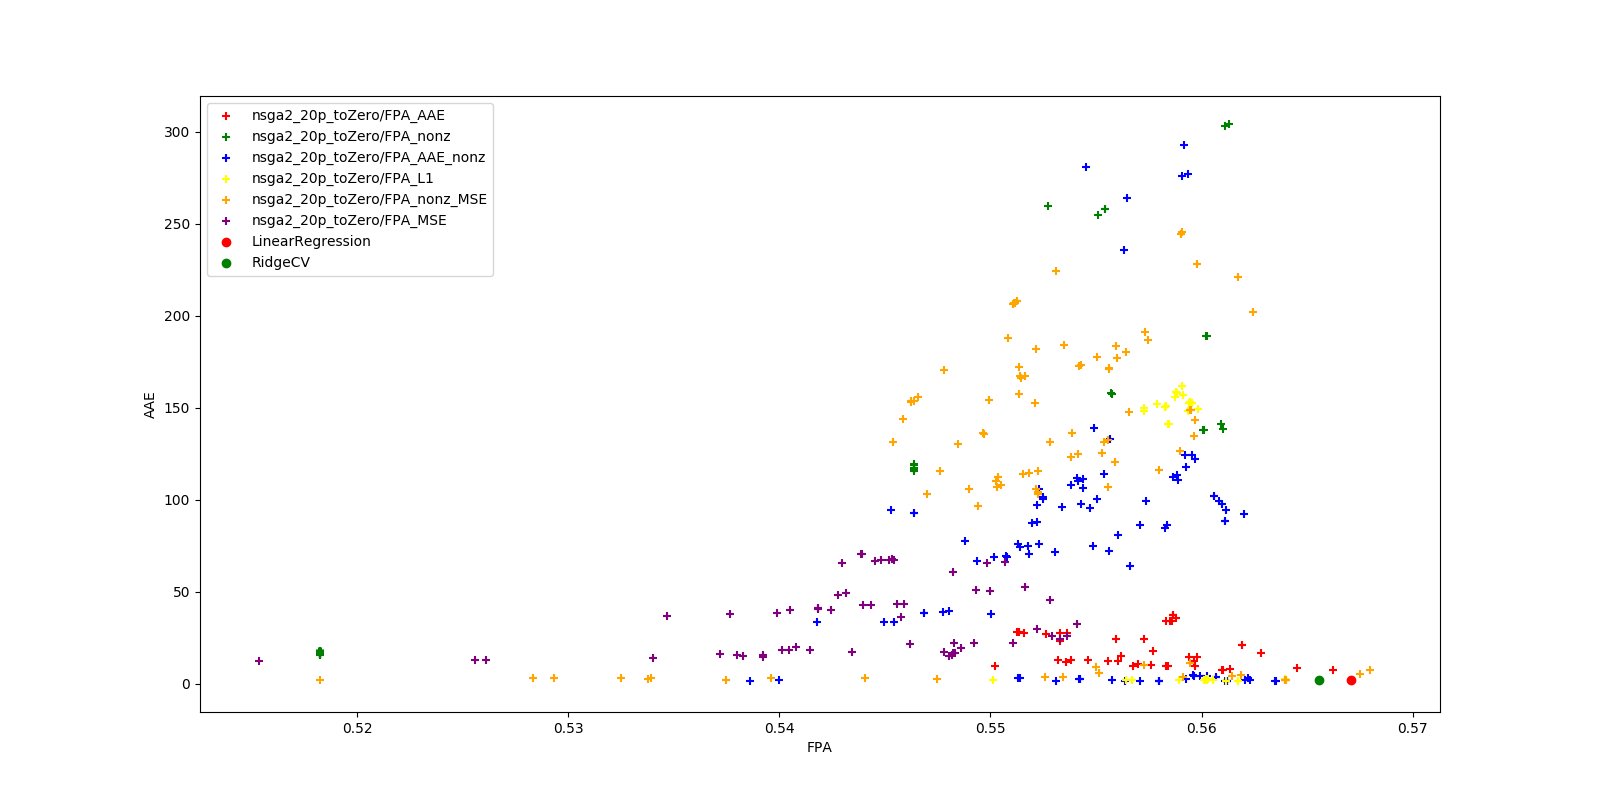 nsga2_20p_toZero/FPA_AAE
nsga2_20p_toZero/FPA_nonz
nsga2_20p_toZero/FPA_AAE_nonz
nsga2_20p_toZero/FPA_L1
nsga2_20p_toZero/FPA_nonz_MSE
nsga2_20p_toZero/FPA_MSE
LinearRegression
RidgeCV
300
250
200
150
100
50
0
AAE
0.52 0.53 0.54 0.55 0.56 0.57
FPA